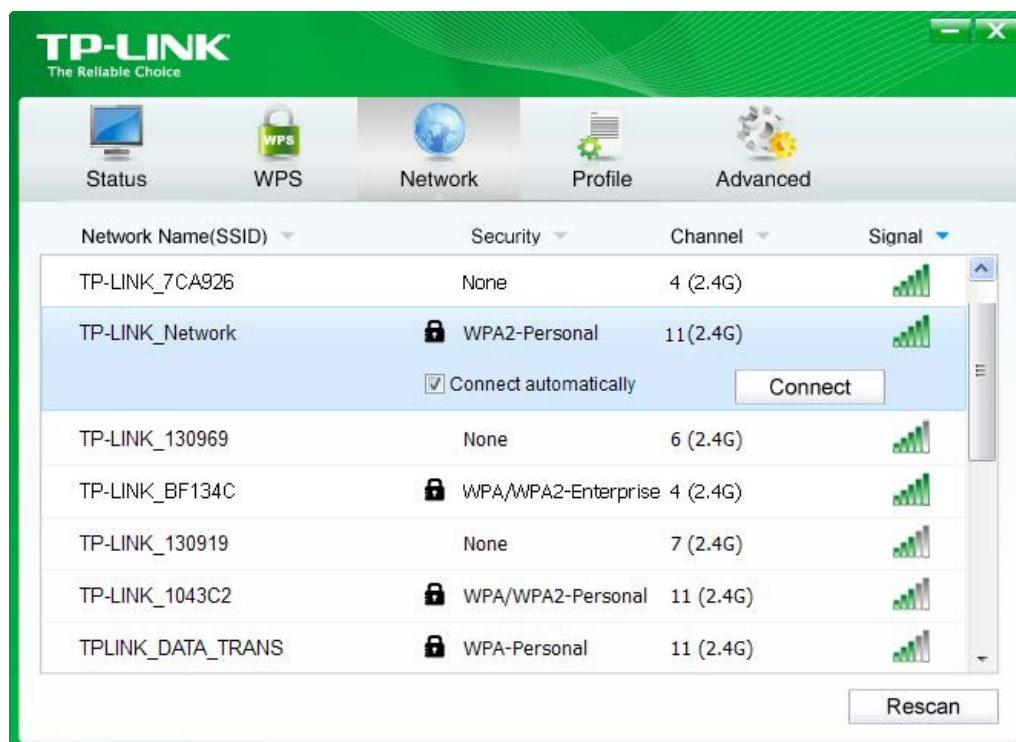 TP-LINK
The Reliable Choice
WPS
Status WPS Network Profile Advanced
Network Name(SSID) Security Channel Signal
TP-LINK_7CA926 None 4 (2.4G)
TP-LINK_Network WPA2-Personal 11(2.4G)
Connect automatically Connect
TP-LINK_130969 None 6 (2.4G)
TP-LINK_BF134C WPA/WPA2-Enterprise 4 (2.4G)
TP-LINK_130919 None 7 (2.4G)
TP-LINK_1043C2 WPA/WPA2-Personal 11 (2.4G)
TPLINK_DATA_TRANS WPA-Personal 11 (2.4G)
Rescan